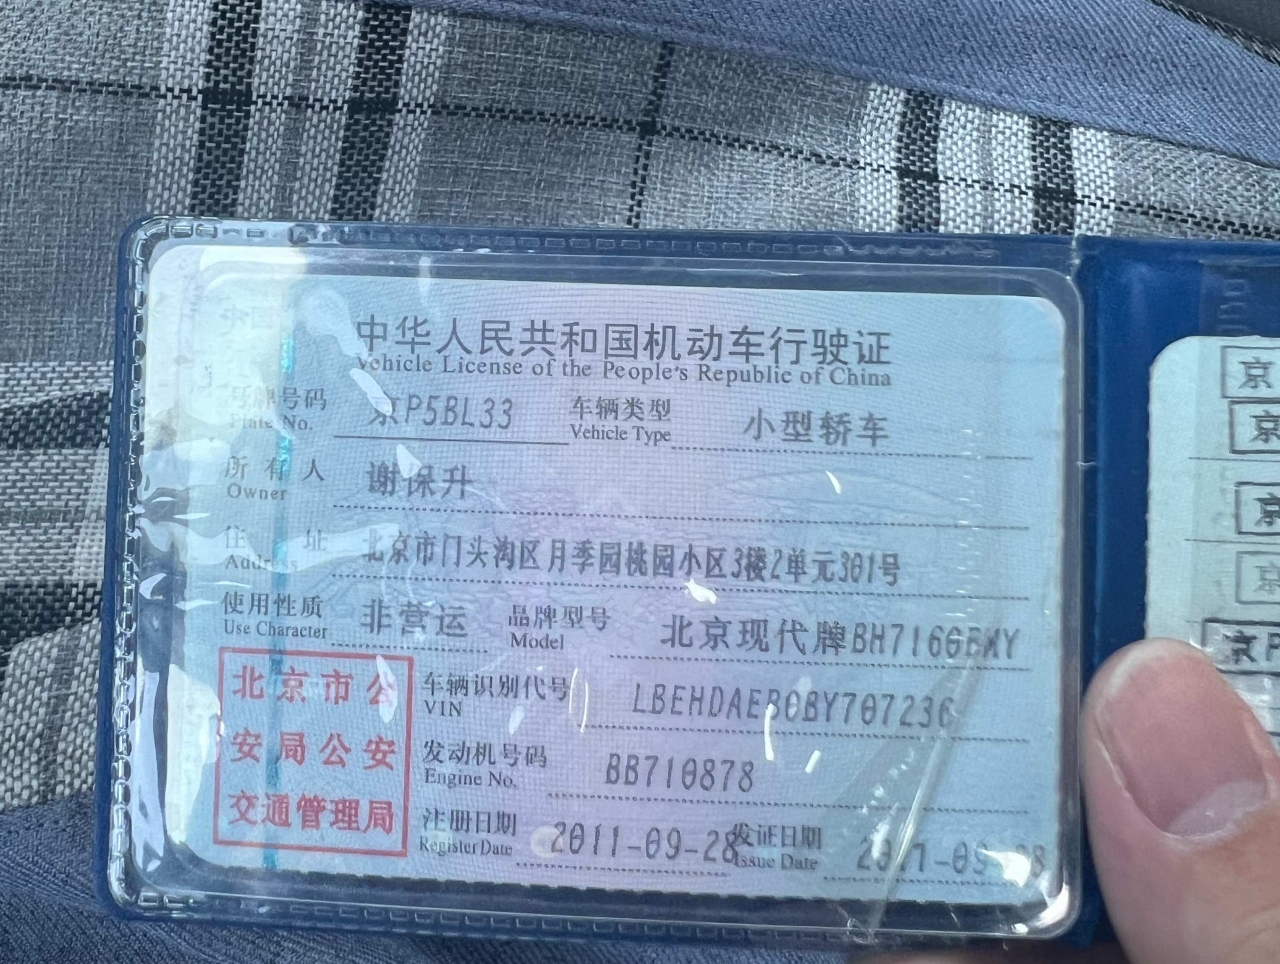 中华人民共和国机动车行驶证
Vehicle License of the People's Republic of China
号牌号码 京P5BL33 车辆类型 小型轿车
Plate No. Vehicle Type
所有人 谢保升
Owner
住址 北京市门头沟区月季园桃园小区3楼2单元301号
Address
使用性质 非营运 品牌型号 北京现代牌BH716GBMY
Use Character Model
北京市公
安局公安
交通管理局
车辆识别代号
VIN
发动机号码 BB710878
Engine No.
注册日期 2011-09-28 发证日期
Register Date Issue Date
京
京
京
京
京P